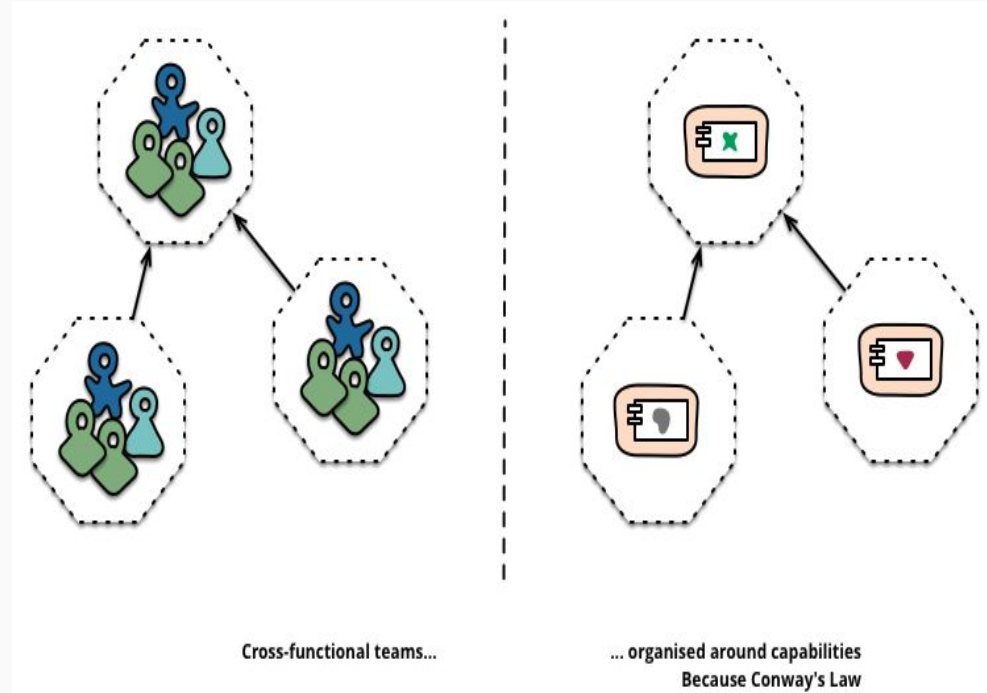 Cross-functional teams...
... organised around capabilities
Because Conway's Law